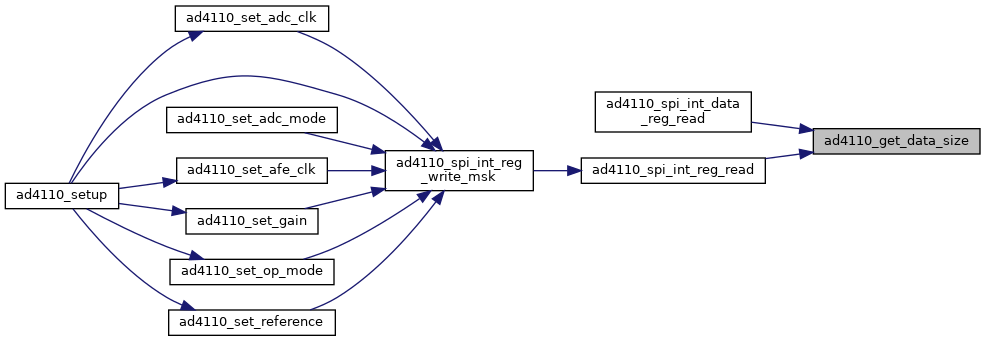 ad4110_set_adc_clk
ad4110_set_adc_mode
ad4110_set_afe_clk
ad4110_setup
ad4110_set_gain
ad4110_set_op_mode
ad4110_set_reference
ad4110_spi_int_reg
_write_msk
ad4110_spi_int_data
_reg_read
ad4110_spi_int_reg_read
ad4110_get_data_size